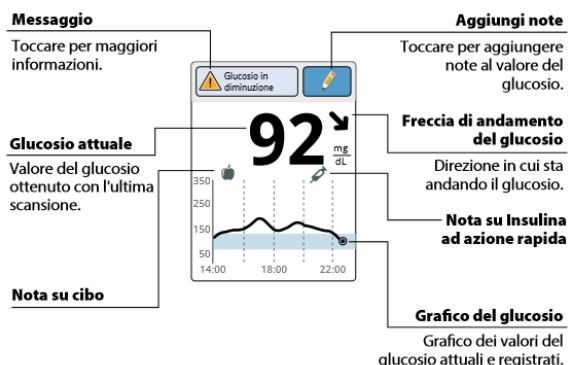 Messaggio
Toccare per maggiori
informazioni.
Aggiungi note
Toccare per aggiungere
note al valore del
glucosio.
Glucosio in
diminuzione
Glucosio attuale
Valore del glucosio
ottenuto con l'ultima
scansione.
92
mg
dL
Freccia di andamento
del glucosio
Direzione in cui sta
andando il glucosio.
350
250
150
50
14:00 18:00 22:00
Nota su Insulina
ad azione rapida
Nota su cibo
Grafico del glucosio
Grafico dei valori del
glucosio attuali e registrati.